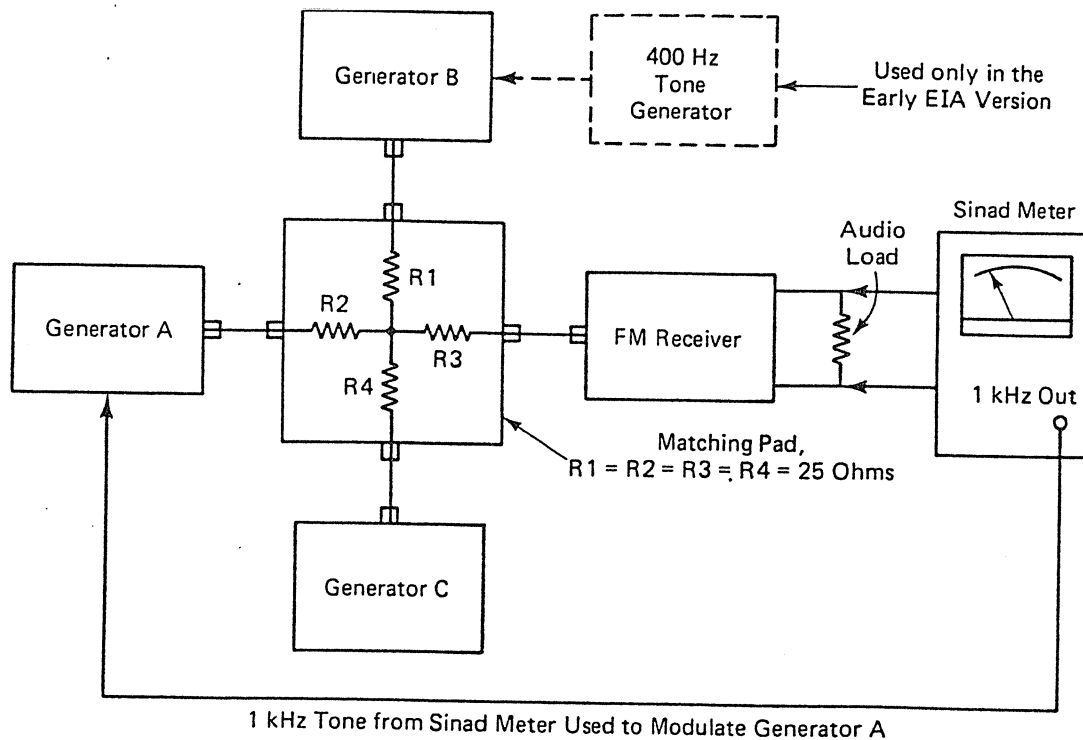 Generator B
400 Hz
Tone
Generator
Used only in the
Early EIA Version
Sinad Meter
Audio
Load
Generator A
R1
R2
R3
R4
FM Receiver
1 kHz Out
Matching Pad,
R1 = R2 = R3 = R4 = 25 Ohms
Generator C
1 kHz Tone from Sinad Meter Used to Modulate Generator A